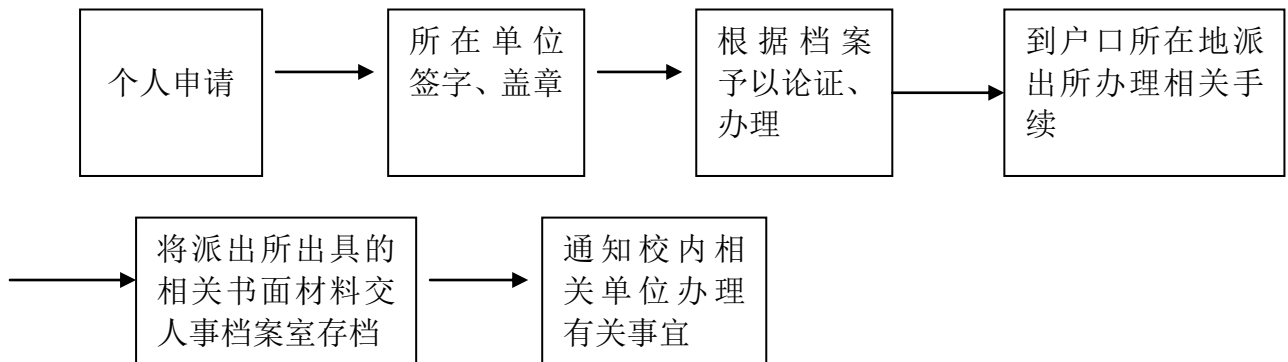 个人申请
所在单位
签字、盖章
根据档案
予以论证、
办理
到户口所在地派
出所办理相关手
续
将派出所出具的
相关书面材料交
人事档案室存档
通知校内相
关单位办理
有关事宜